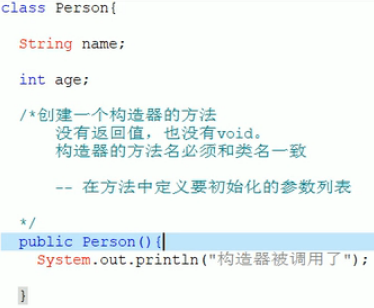 class Person{
String name;
int age;
/*创建一个构造器的方法
没有返回值，也没有void。
构造器的方法名必须和类名一致
-- 在方法中定义要初始化的参数列表
*/
public Person(){
System.out.println("构造器被调用了");
}